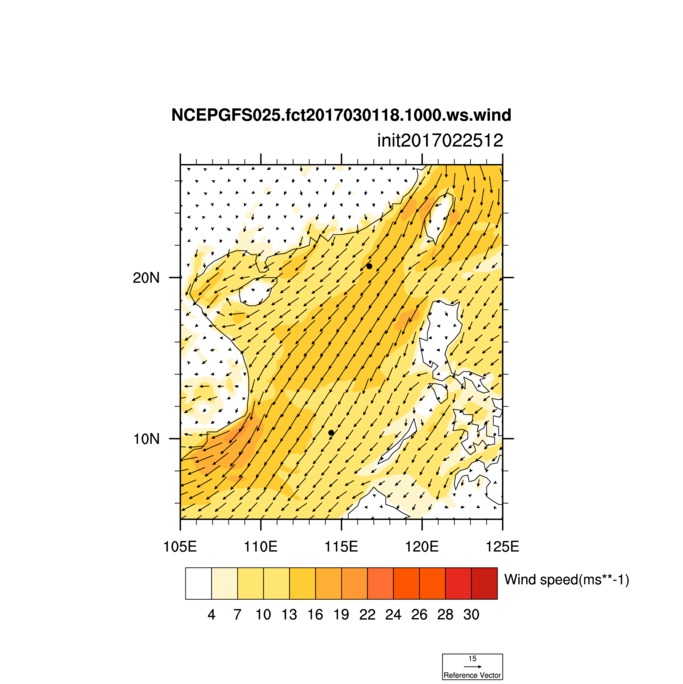 NCEPGFS025.fct2017030118.1000.ws.wind
init2017022512
20N
10N
105E 110E 115E 120E 125E
Wind speed(ms**-1)
4 7 10 13 16 19 22 24 26 28 30
15
Reference Vector